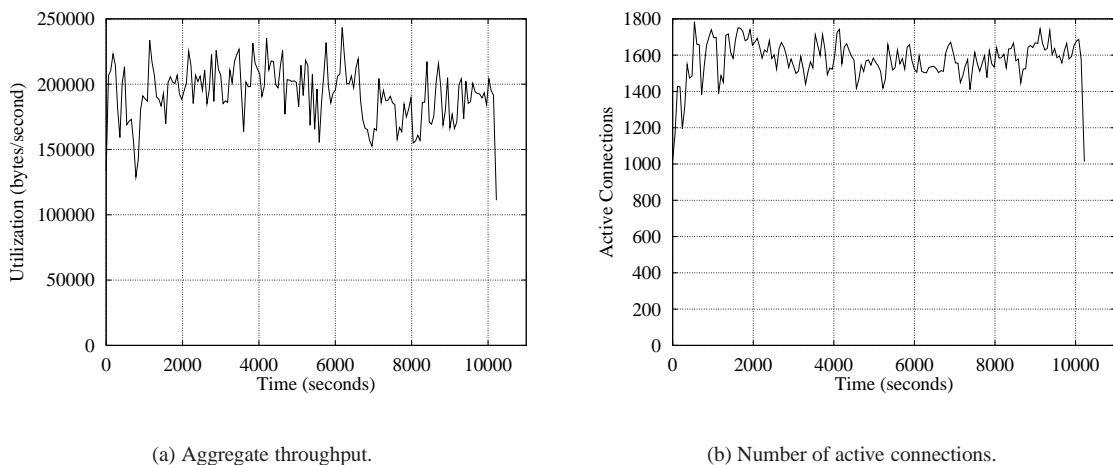 250000
200000
150000
100000
50000
0
Utilization (bytes/second)
0 2000 4000 6000 8000 10000
Time (seconds)
(a) Aggregate throughput.
1800
1600
1400
1200
1000
800
600
400
200
0
Active Connections
0 2000 4000 6000 8000 10000
Time (seconds)
(b) Number of active connections.